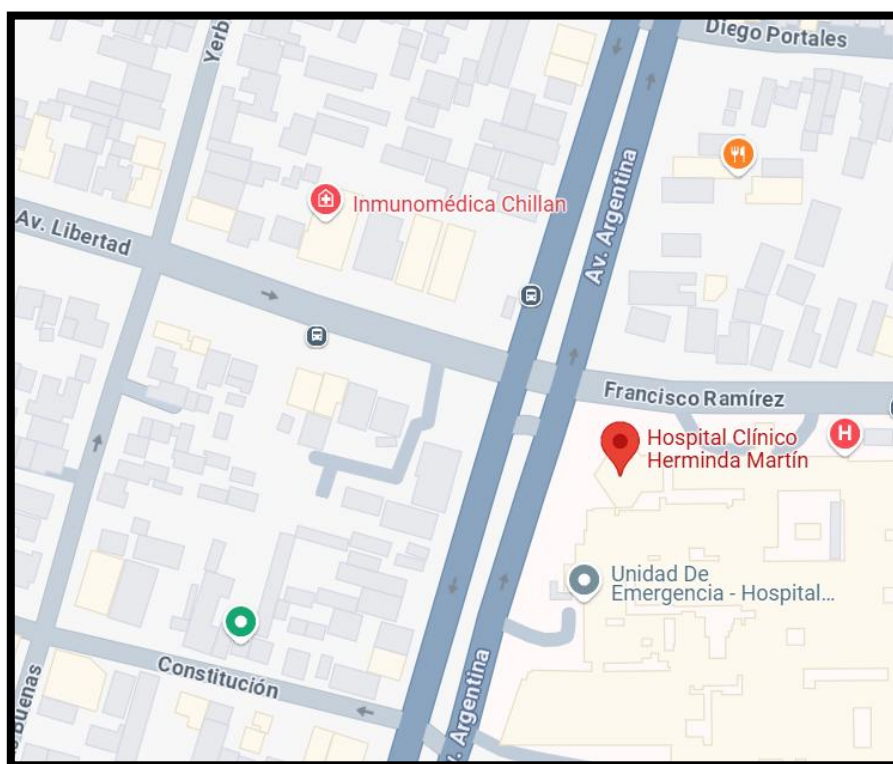 Diego Portales
Yerb
Inmunomédica Chillan
Av. Libertad
Av. Argentina
Francisco Ramírez
Hospital Clínico
Herminda Martín
H
Unidad De
Emergencia - Hospital...
Constitución
s Buenas
. Argentina